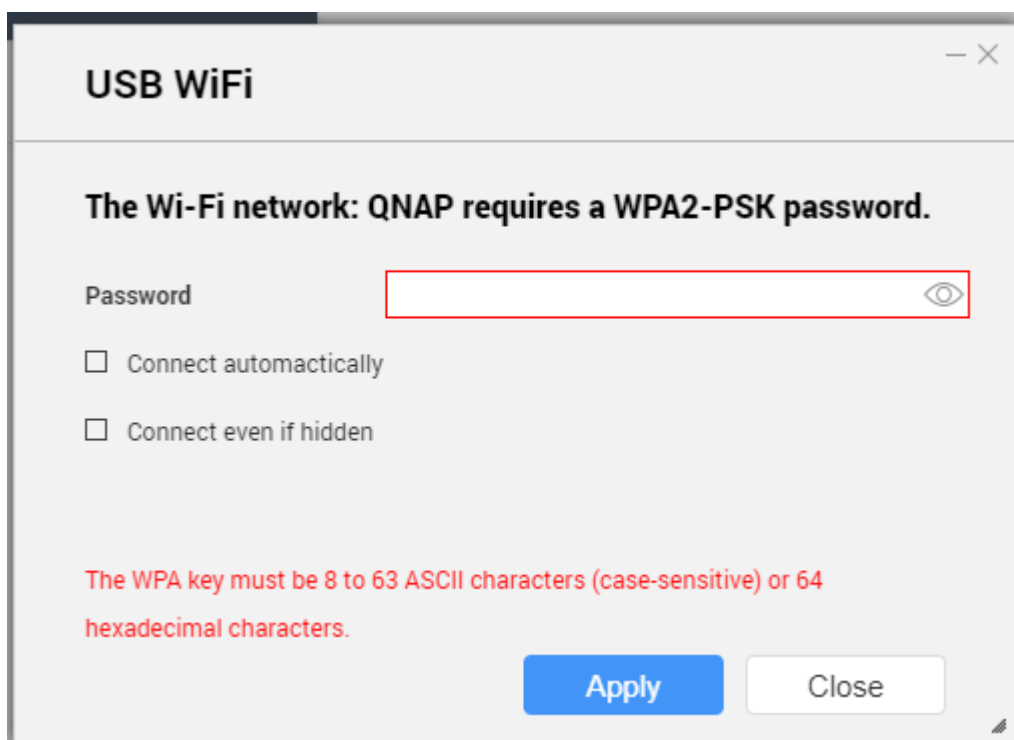 USB WiFi
The Wi-Fi network: QNAP requires a WPA2-PSK password.
Password
Connect automactically
Connect even if hidden
The WPA key must be 8 to 63 ASCII characters (case-sensitive) or 64
hexadecimal characters.
Apply Close